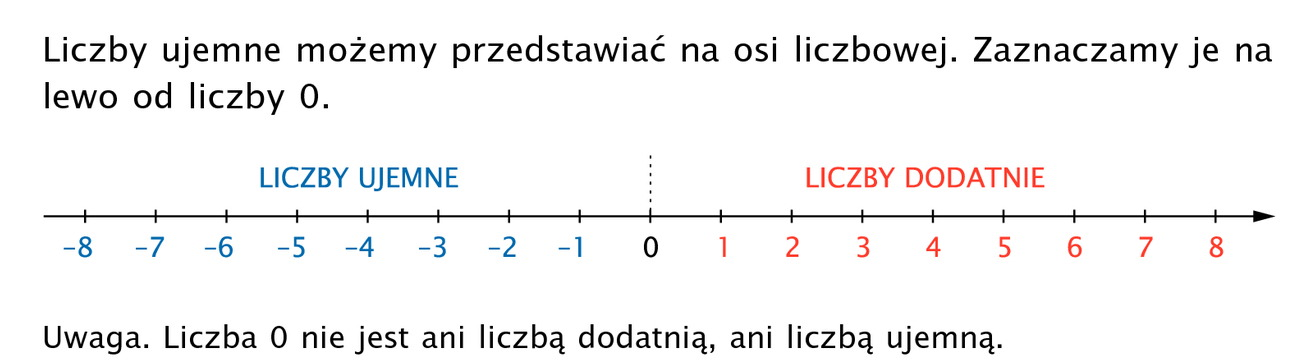 Liczby ujemne możemy przedstawiać na osi liczbowej. Zaznaczamy je na
lewo od liczby 0.
LICZBY UJEMNE LICZBY DODATNIE
–8 –7 –6 –5 –4 –3 –2 –1 0 1 2 3 4 5 6 7 8
Uwaga. Liczba 0 nie jest ani liczbą dodatnią, ani liczbą ujemną.